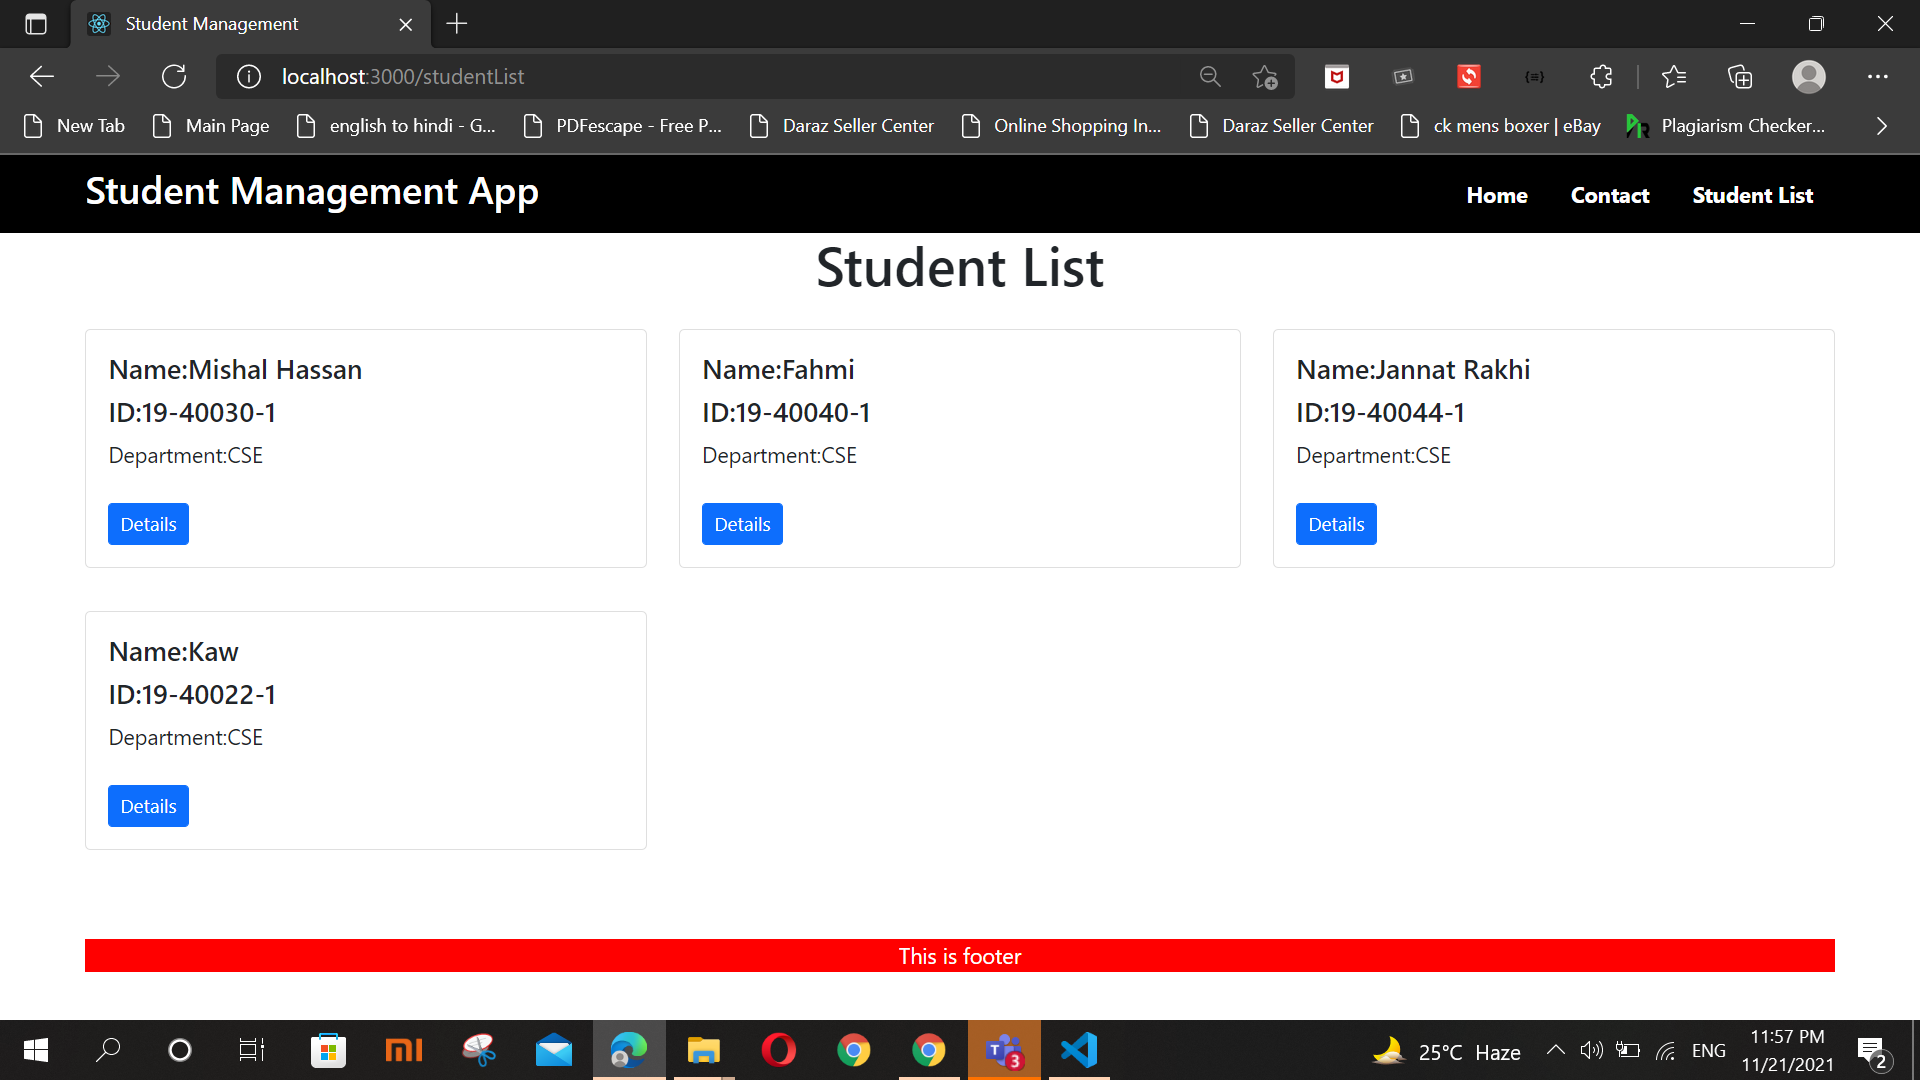 Student Management
localhost:3000/studentList
New Tab Main Page english to hindi - G... PDFescape - Free P... Daraz Seller Center Online Shopping In... Daraz Seller Center ck mens boxer | eBay Plagiarism Checker...
Student Management App Home Contact Student List
Student List
Name:Mishal Hassan
ID:19-40030-1
Department:CSE
Details
Name:Fahmi
ID:19-40040-1
Department:CSE
Details
Name:Jannat Rakhi
ID:19-40044-1
Department:CSE
Details
Name:Kaw
ID:19-40022-1
Department:CSE
Details
This is footer
mi
T 3
25°C Haze
ENG
11:57 PM
11/21/2021
2